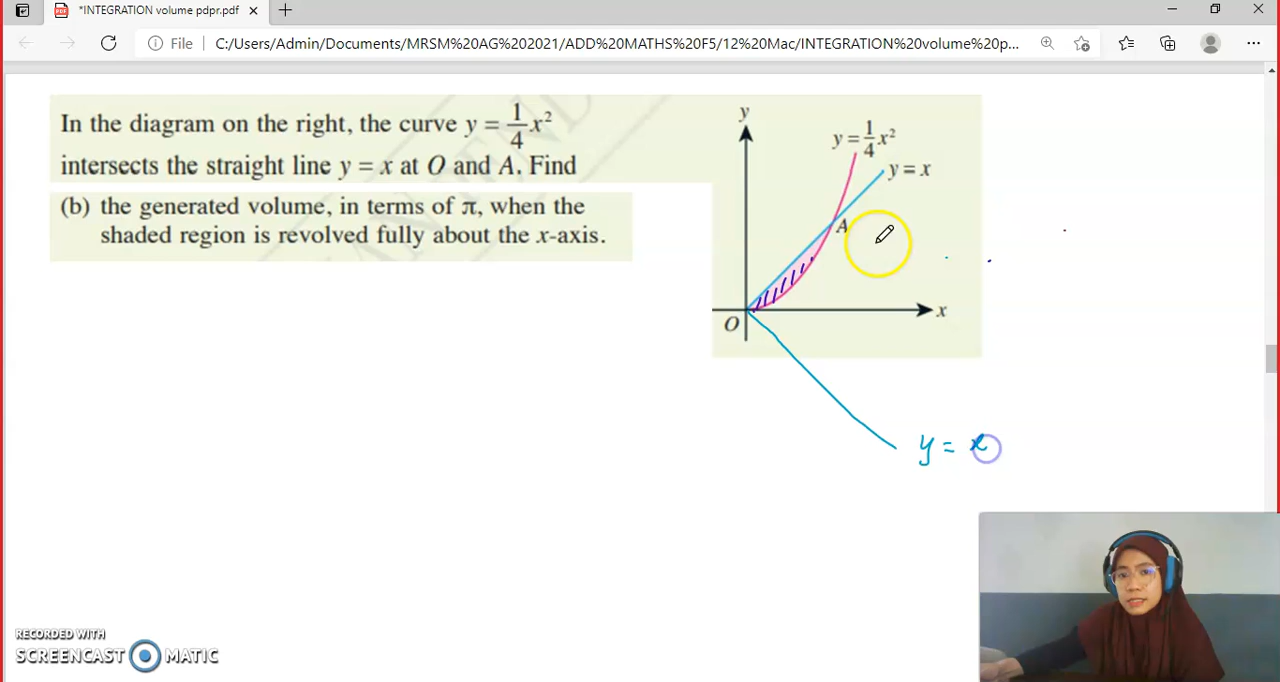 *INTEGRATION volume pdpr.pdf
File
C:/Users/Admin/Documents/MRSM%20AG%202021/ADD%20MATHS%20F5/12%20Mac/INTEGRATION%20volume%20p...
In the diagram on the right, the curve y = 1/4 x²
intersects the straight line y = x at O and A. Find
(b) the generated volume, in terms of π, when the
shaded region is revolved fully about the x-axis.
y
y = 1/4 x²
y = x
A
O
x
y = x
RECORDED WITH
SCREENCAST MATIC